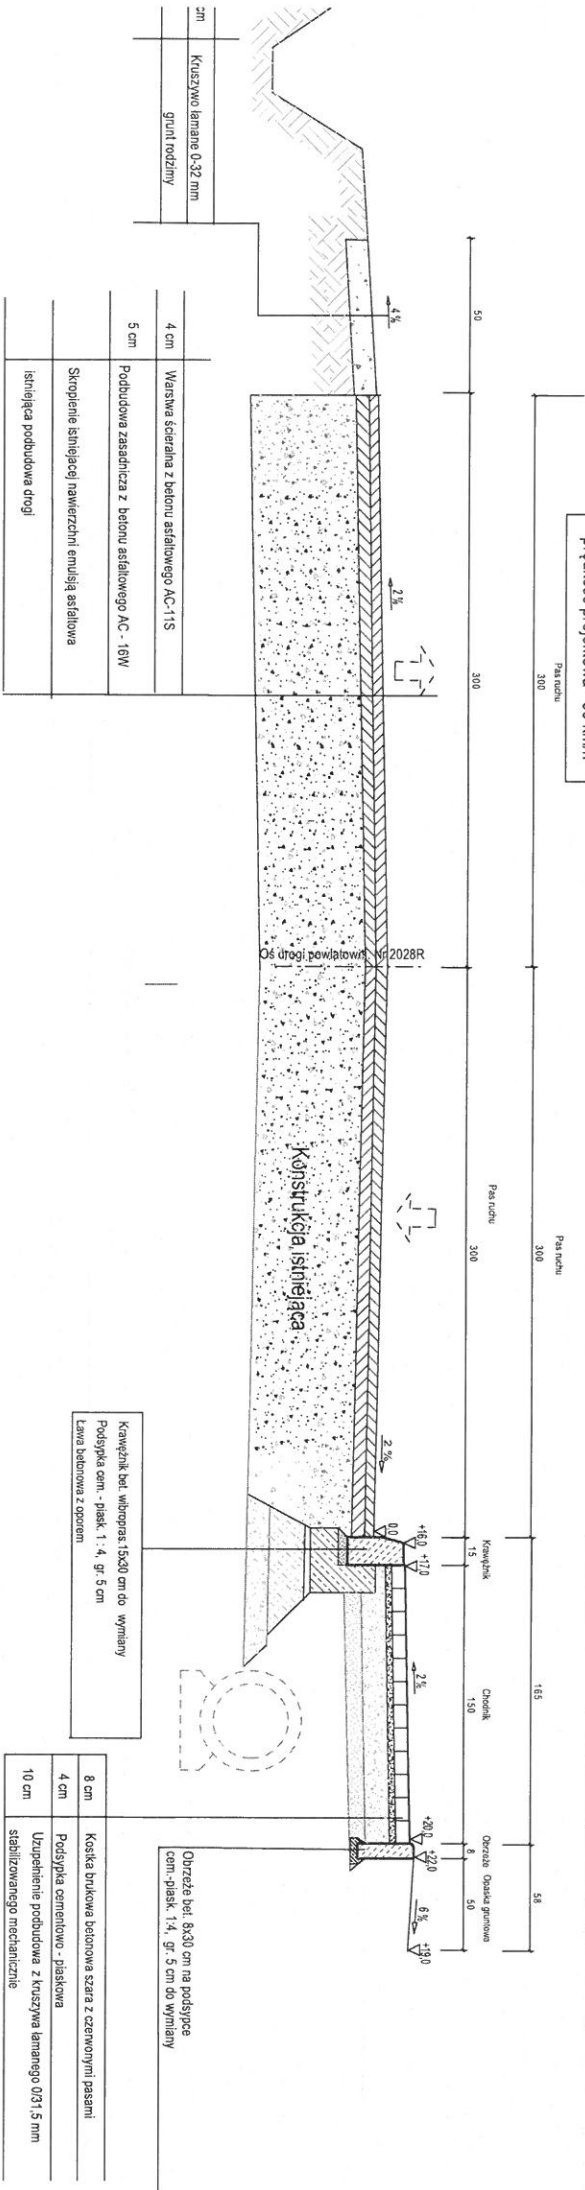 Pas ruchu
Pas ruchu
300
300
165
58
Pas ruchu
Krawężnik
Chodnik
Obrzeże
Opaska gruntowa
50
300
300
15
150
8
50
4 %
2 %
2 %
2 %
6 %
0,0
+16,0
+17,0
+20,0
+22,0
+19,0
Oś drogi powiatowej Nr 2028R
Konstrukcja istniejąca
cm
Kruszywo łamane 0-32 mm
grunt rodzimy
4 cm Warstwa ścieralna z betonu asfaltowego AC-11S
5 cm Podbudowa zasadnicza z betonu asfaltowego AC - 16W
Skropienie istniejacej nawierzchni emulsją asfaltowa
istniejąca podbudowa drogi
Krawężnik bet. wibropras.15x30 cm do wymiany
Podsypka cem. - piask. 1 : 4, gr. 5 cm
Ława betonowa z oporem
Obrzeże bet. 8x30 cm na podsypce
cem.-piask. 1:4, gr. 5 cm do wymiany
8 cm Kostka brukowa betonowa szara z czerwonymi pasami
4 cm Podsypka cementowo - piaskowa
10 cm Uzupełnienie podbudowa z kruszywa łamanego 0/31,5 mm
stabilizowanego mechanicznie